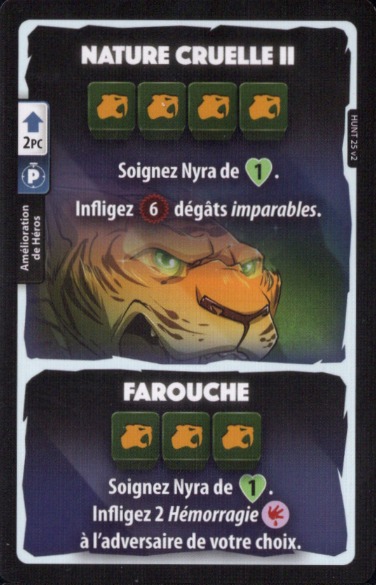 NATURE CRUELLE II
2PC
P
Amélioration
de Héros
HUNT 25 v2
Soignez Nyra de 1.
Infligez 6 dégâts imparables.
FAROUCHE
Soignez Nyra de 1.
Infligez 2 Hémorragie
à l'adversaire de votre choix.